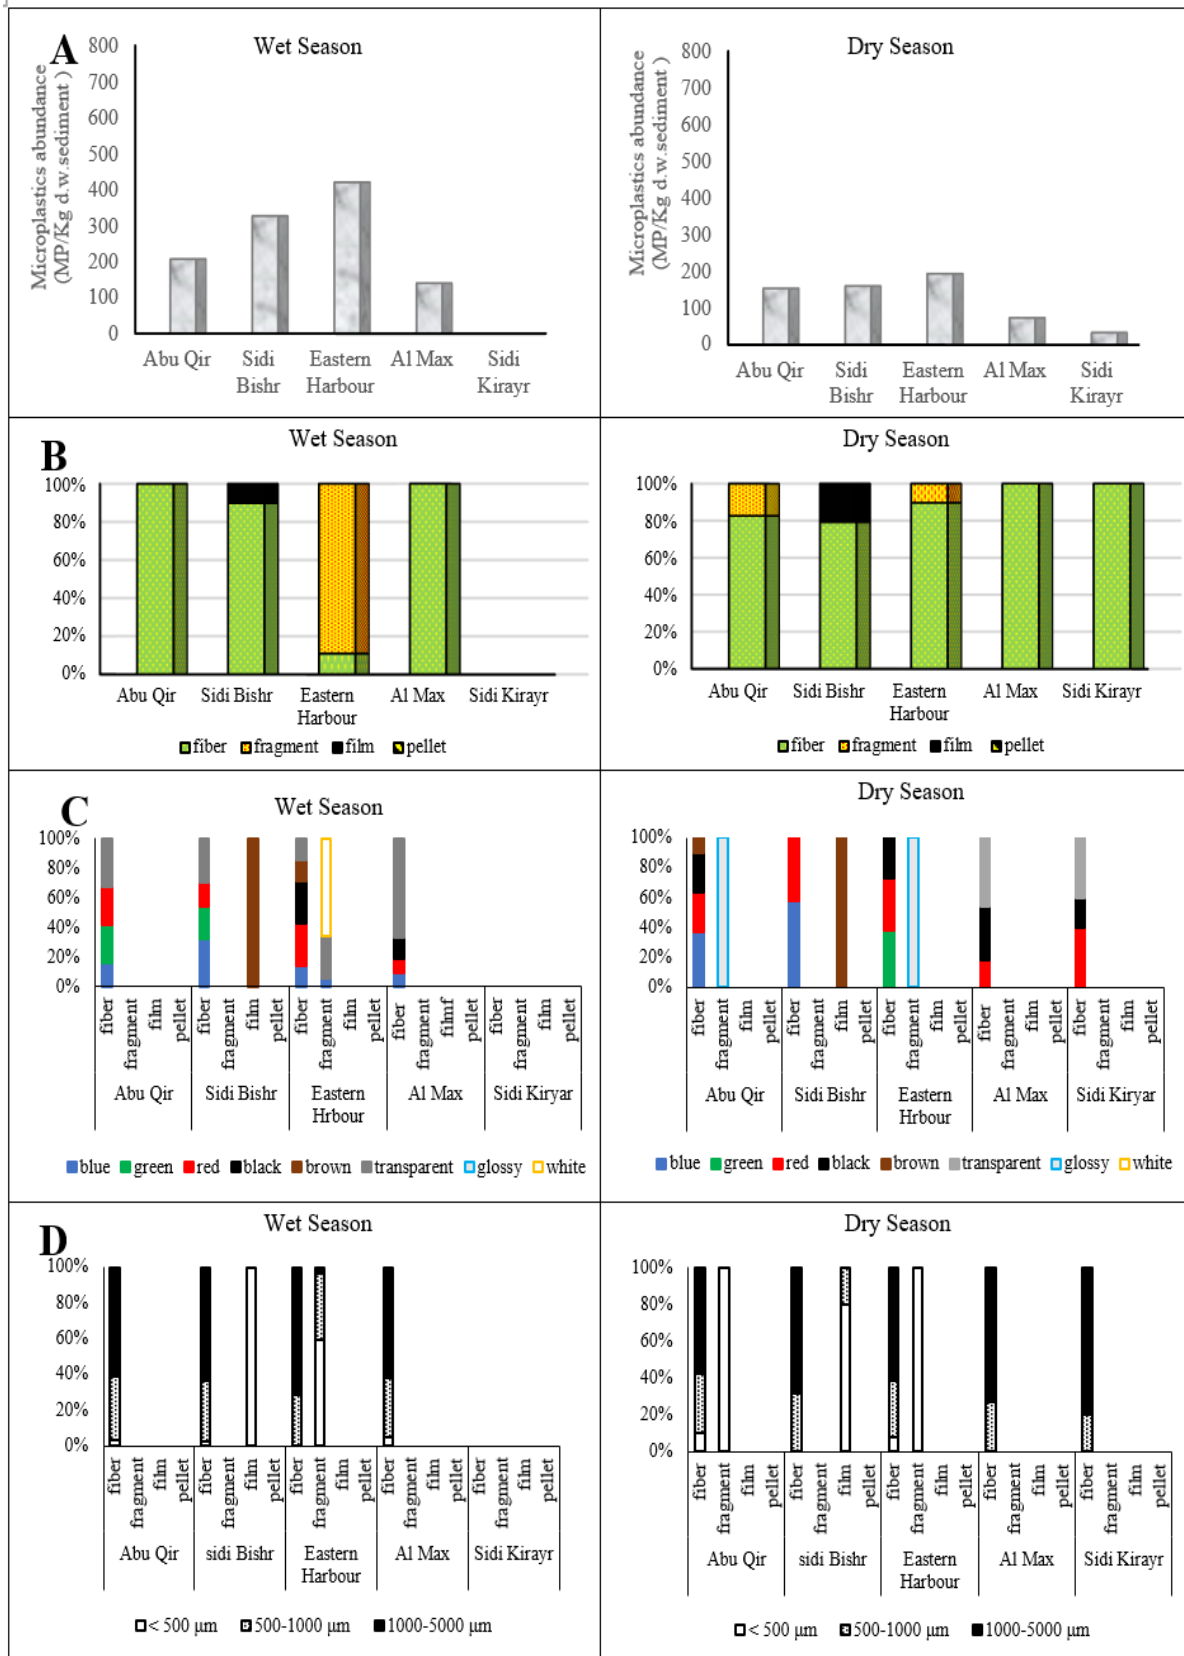 A
Wet Season
Microplastics abundance
(MP/Kg d.w.sediment )
800
700
600
500
400
300
200
100
0
Abu Qir
Sidi
Bishr
Eastern
Harbour
Al Max
Sidi
Kirayr
Dry Season
Microplastics abundance
(MP/Kg d.w.sediment )
800
700
600
500
400
300
200
100
0
Abu Qir
Sidi
Bishr
Eastern
Harbour
Al Max
Sidi
Kirayr
B
Wet Season
100%
80%
60%
40%
20%
0%
Abu Qir
Sidi Bishr
Eastern
Harbour
Al Max
Sidi Kirayr
fiber fragment film pellet
Dry Season
100%
80%
60%
40%
20%
0%
Abu Qir
Sidi Bishr
Eastern
Harbour
Al Max
Sidi Kirayr
fiber fragment film pellet
C
Wet Season
100%
80%
60%
40%
20%
0%
fiber
fragment
film
pellet
fiber
fragment
film
pellet
fiber
fragment
film
pellet
fiber
fragment
filmf
pellet
fiber
fragment
film
pellet
Abu Qir
Sidi Bishr
Eastern
Hrbour
Al Max
Sidi Kiryar
blue green red black brown transparent glossy white
Dry Season
100%
80%
60%
40%
20%
0%
fiber
fragment
film
pellet
fiber
fragment
film
pellet
fiber
fragment
film
pellet
fiber
fragment
film
pellet
fiber
fragment
film
pellet
Abu Qir
Sidi Bishr
Eastern
Hrbour
Al Max
Sidi Kiryar
blue green red black brown transparent glossy white
D
Wet Season
100%
80%
60%
40%
20%
0%
fiber
fragment
film
pellet
fiber
fragment
film
pellet
fiber
fragment
film
pellet
fiber
fragment
film
pellet
fiber
fragment
film
pellet
Abu Qir
sidi Bishr
Eastern
Harbour
Al Max
Sidi Kirayr
< 500 µm 500-1000 µm 1000-5000 µm
Dry Season
100%
80%
60%
40%
20%
0%
fiber
fragment
film
pellet
fiber
fragment
film
pellet
fiber
fragment
film
pellet
fiber
fragment
film
pellet
fiber
fragment
film
pellet
Abu Qir
sidi Bishr
Eastern
Harbour
Al Max
Sidi Kirayr
< 500 µm 500-1000 µm 1000-5000 µm